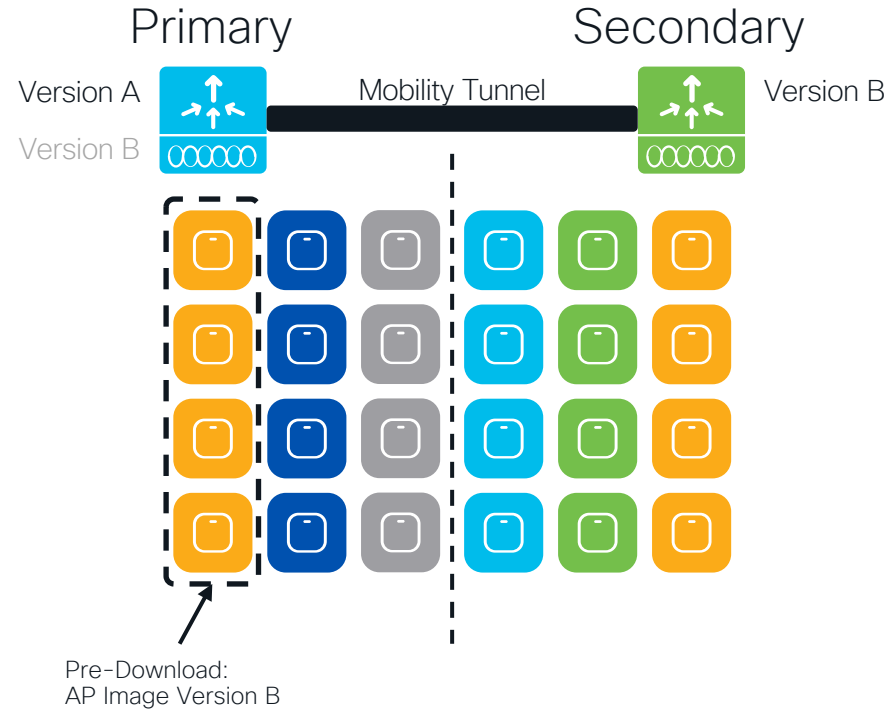 Primary
Secondary
Version A
Mobility Tunnel
Version B
Version B
Pre-Download:
AP Image Version B